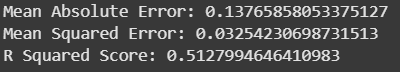 Mean Absolute Error: 0.13765858053375127
Mean Squared Error: 0.03254230698731513
R Squared Score: 0.5127994646410983